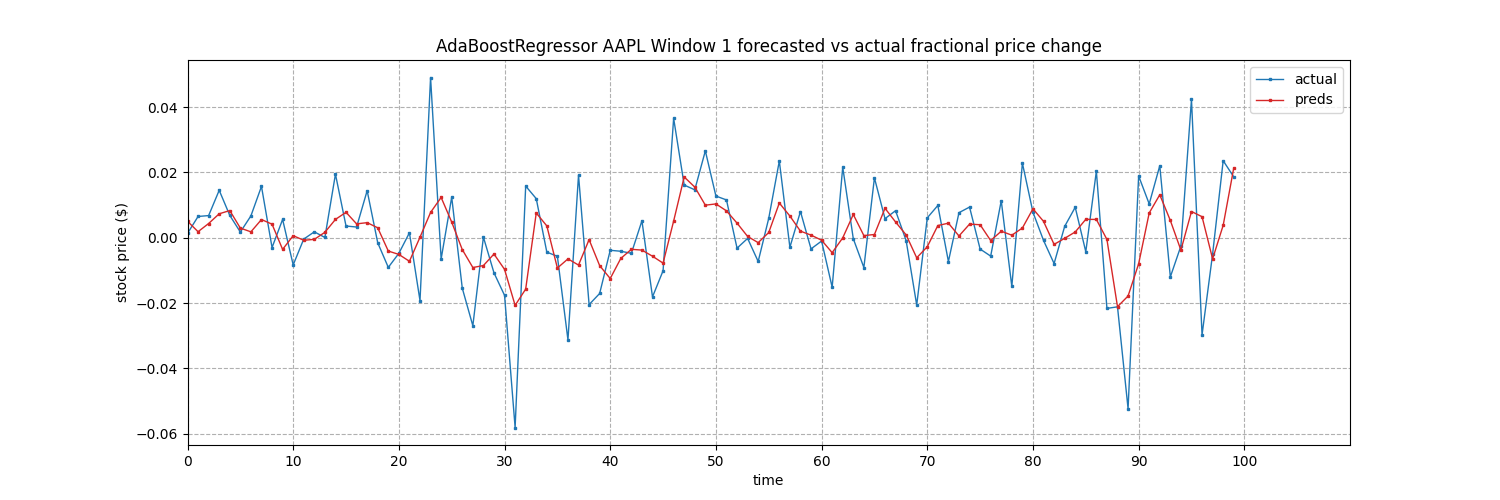 AdaBoostRegressor AAPL Window 1 forecasted vs actual fractional price change
actual
preds
stock price ($)
0.04
0.02
0.00
−0.02
−0.04
−0.06
0 10 20 30 40 50 60 70 80 90 100
time